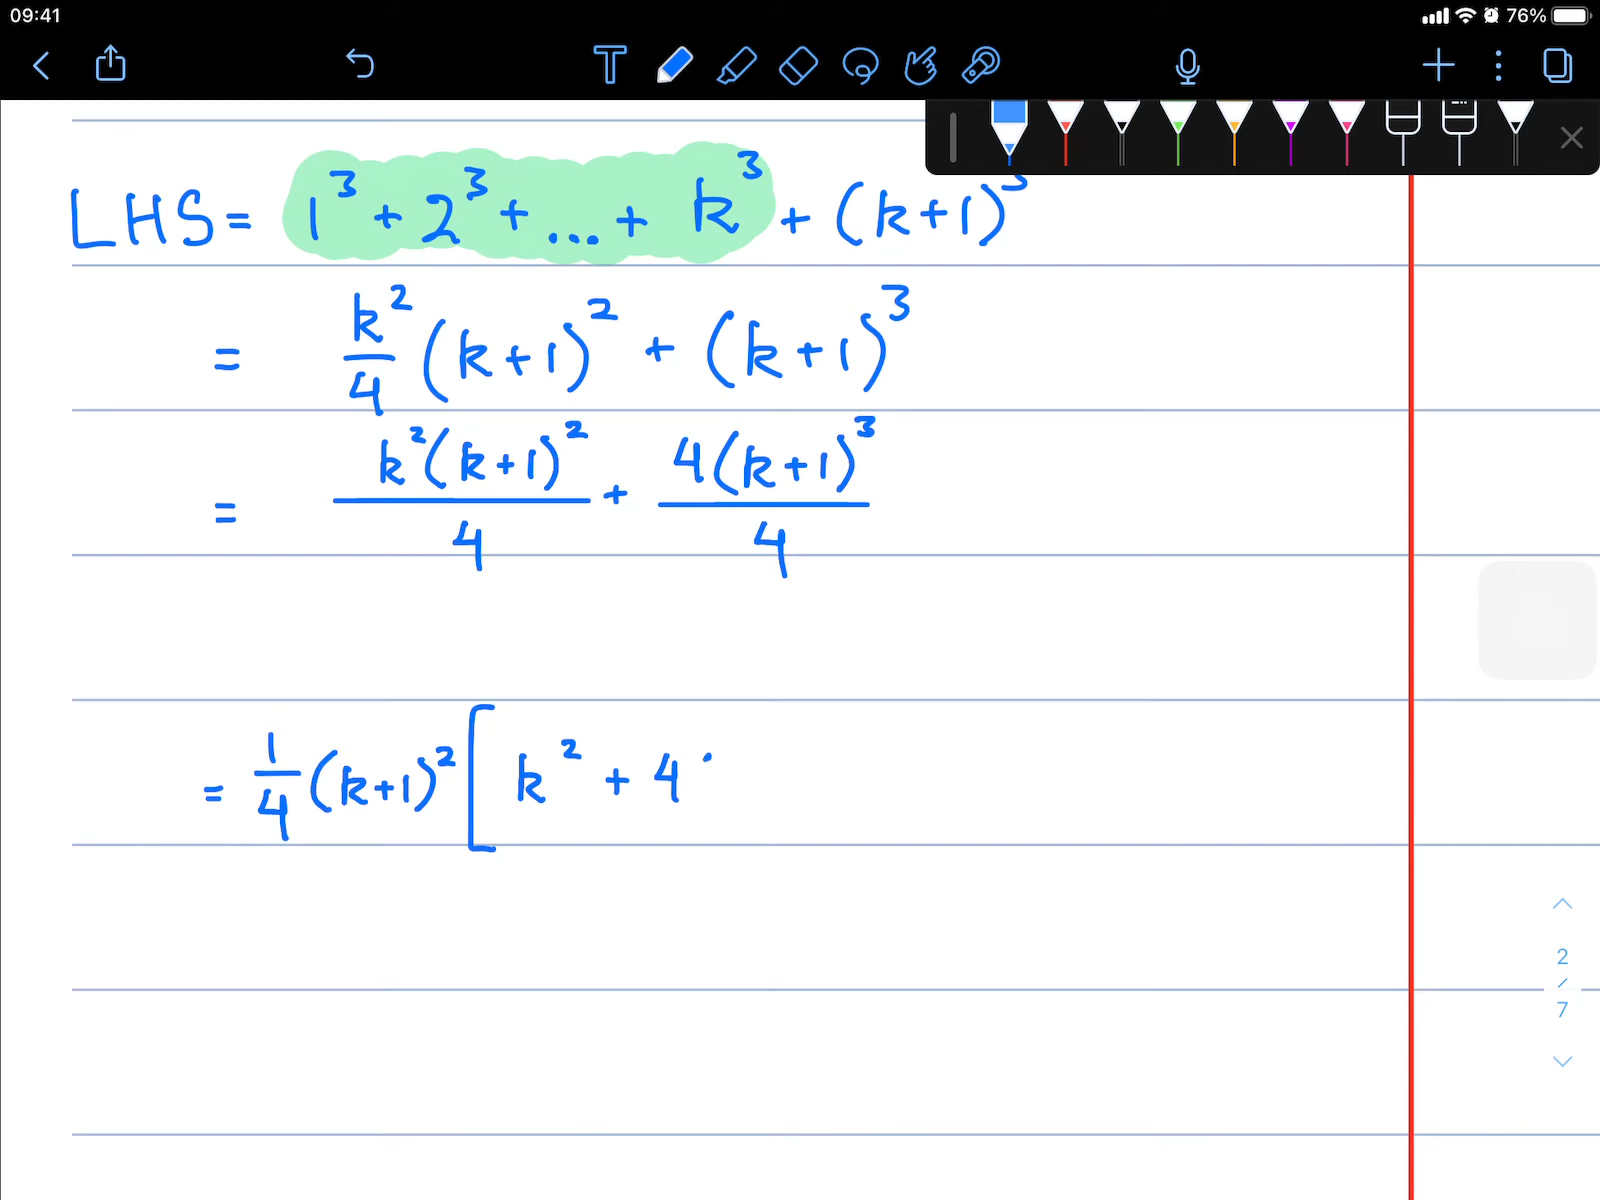 09:41 76%
LHS = 1³ + 2³ + ... + k³ + (k+1)³
= k²/4 (k+1)² + (k+1)³
= k²(k+1)²/4 + 4(k+1)³/4
= 1/4 (k+1)² [ k² + 4 ·
2
/
7